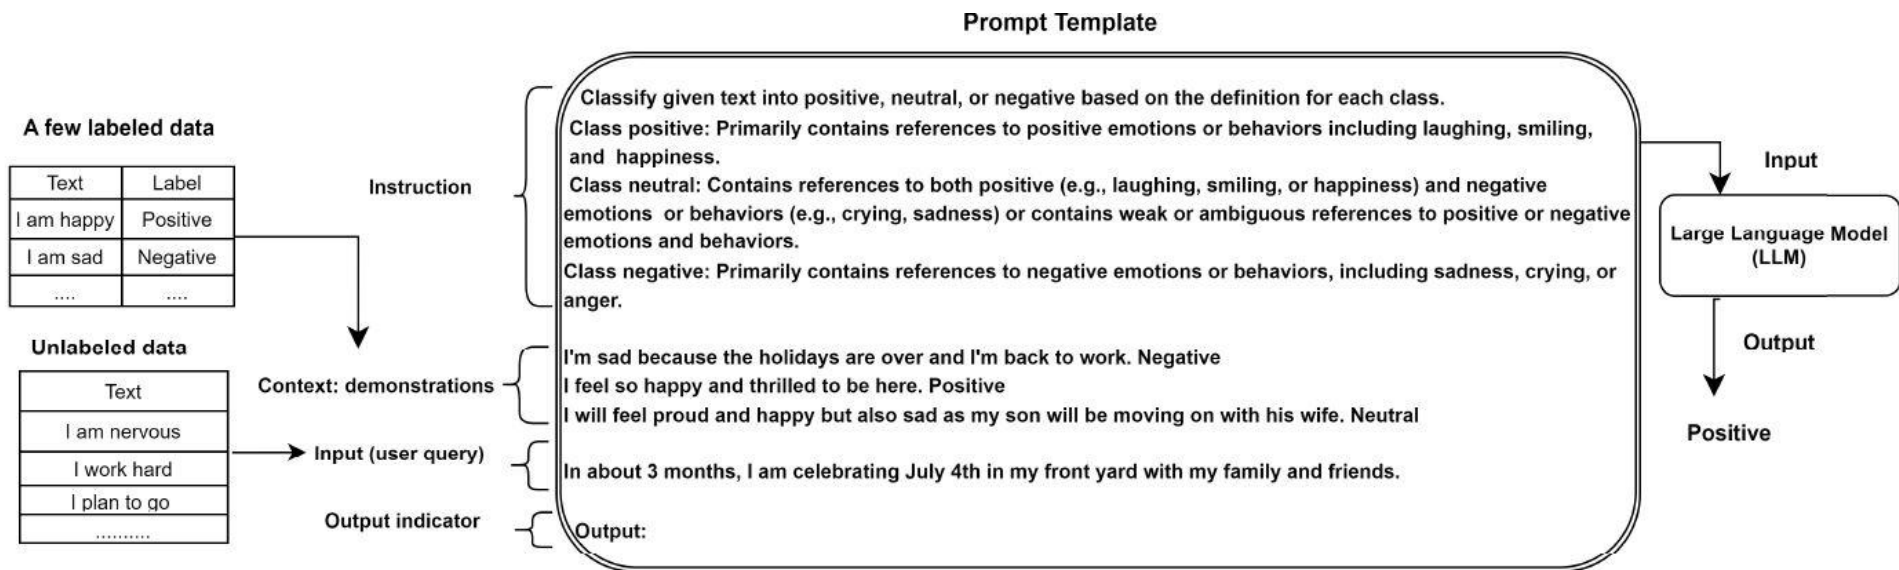 Prompt Template
A few labeled data
Text Label
I am happy Positive
I am sad Negative
.... ....
Unlabeled data
Text
I am nervous
I work hard
I plan to go
..........
Instruction
Classify given text into positive, neutral, or negative based on the definition for each class.
Class positive: Primarily contains references to positive emotions or behaviors including laughing, smiling,
and happiness.
Class neutral: Contains references to both positive (e.g., laughing, smiling, or happiness) and negative
emotions or behaviors (e.g., crying, sadness) or contains weak or ambiguous references to positive or negative
emotions and behaviors.
Class negative: Primarily contains references to negative emotions or behaviors, including sadness, crying, or
anger.
Context: demonstrations
I'm sad because the holidays are over and I'm back to work. Negative
I feel so happy and thrilled to be here. Positive
I will feel proud and happy but also sad as my son will be moving on with his wife. Neutral
Input (user query)
In about 3 months, I am celebrating July 4th in my front yard with my family and friends.
Output indicator
Output:
Input
Large Language Model
(LLM)
Output
Positive